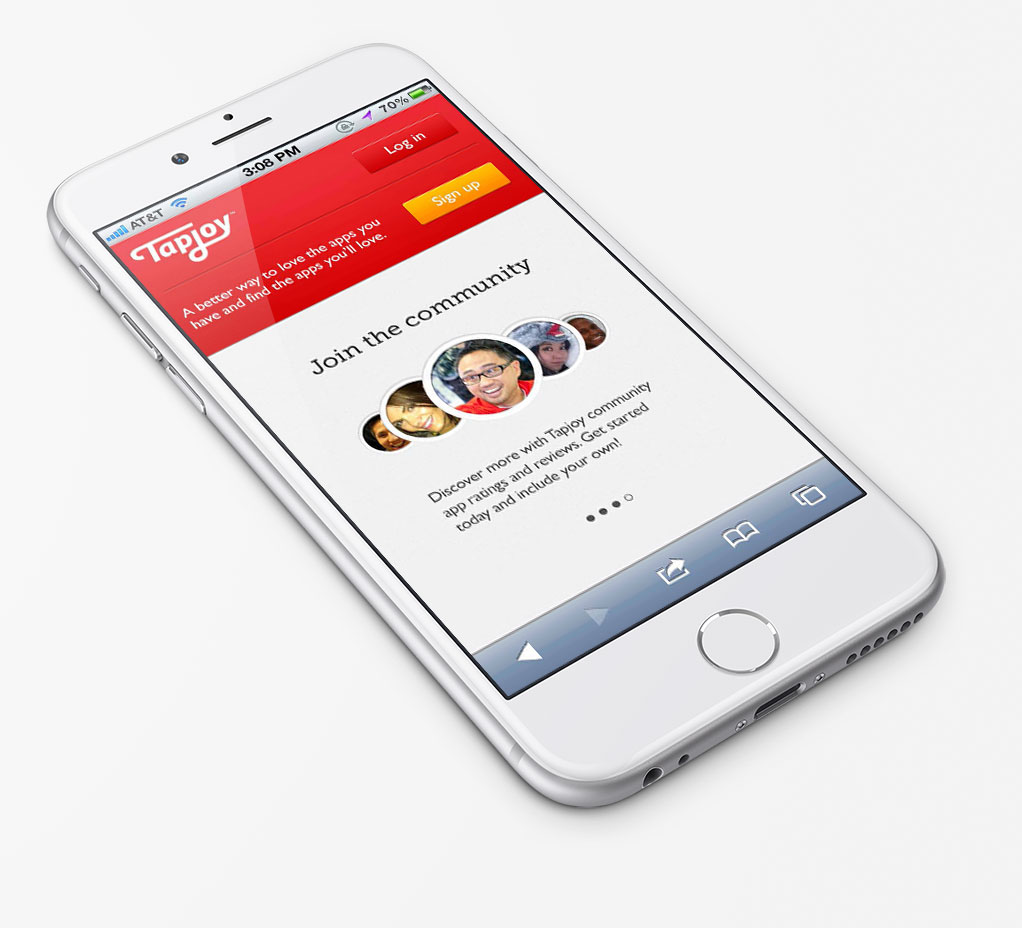 AT&T 3:08 PM 70%
Tapjoy™
Log in
Sign up
A better way to love the apps you
have and find the apps you'll love.
Join the community
Discover more with Tapjoy community
app ratings and reviews. Get started
today and include your own!